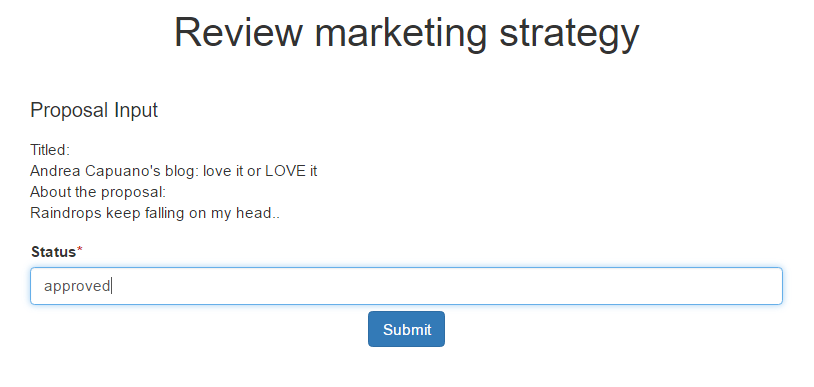 Review marketing strategy
Proposal Input
Titled:
Andrea Capuano's blog: love it or LOVE it
About the proposal:
Raindrops keep falling on my head..
Status*
approved
Submit